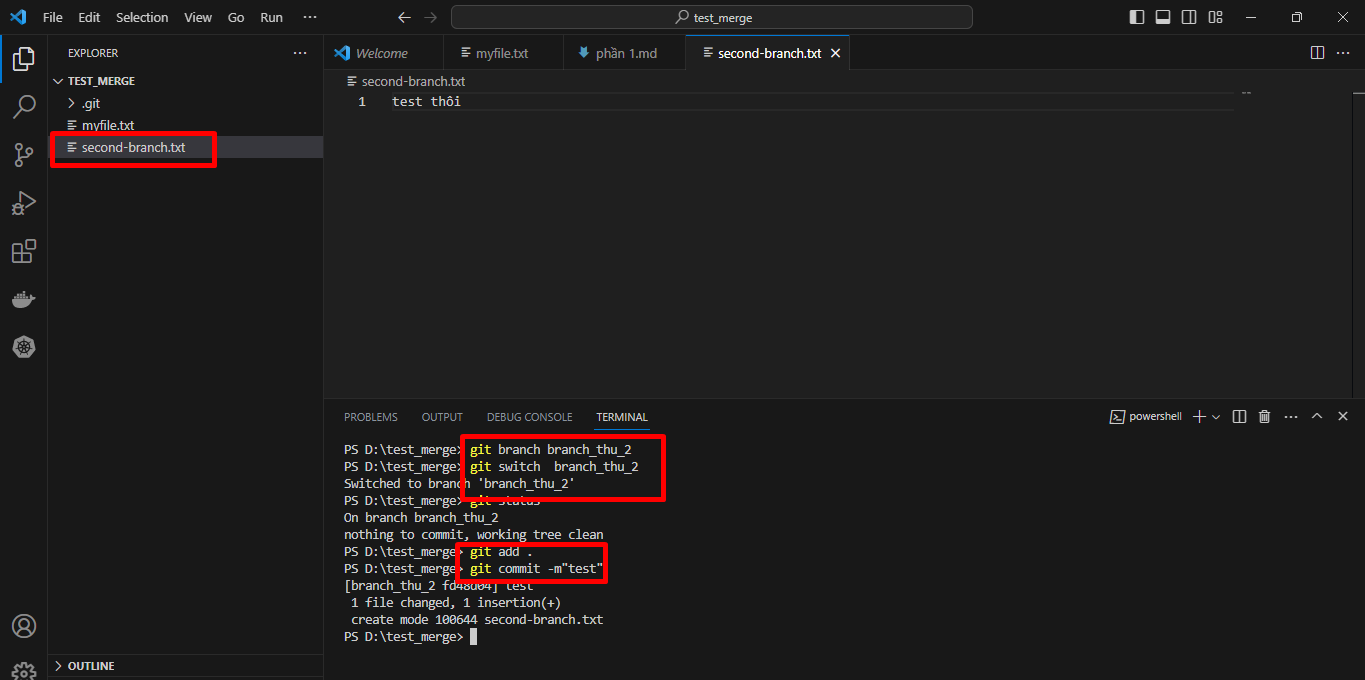 File Edit Selection View Go Run ···
test_merge
EXPLORER
TEST_MERGE
.git
myfile.txt
second-branch.txt
Welcome
myfile.txt
phần 1.md
second-branch.txt
second-branch.txt
1 test thôi
PROBLEMS OUTPUT DEBUG CONSOLE TERMINAL
powershell
PS D:\test_merge> git branch branch_thu_2
PS D:\test_merge> git switch  branch_thu_2
Switched to branch 'branch_thu_2'
PS D:\test_merge> git status
On branch branch_thu_2
nothing to commit, working tree clean
PS D:\test_merge> git add .
PS D:\test_merge> git commit -m"test"
[branch_thu_2 fd48d04] test
 1 file changed, 1 insertion(+)
 create mode 100644 second-branch.txt
PS D:\test_merge>
OUTLINE